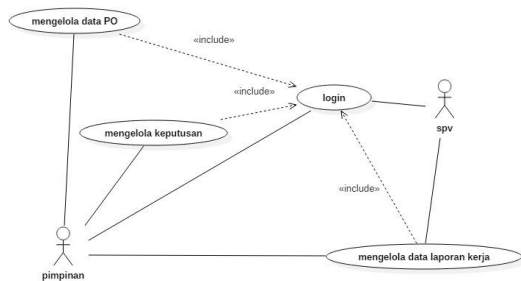 mengelola data PO
«include»
«include»
login
mengelola keputusan
spv
«include»
mengelola data laporan kerja
pimpinan